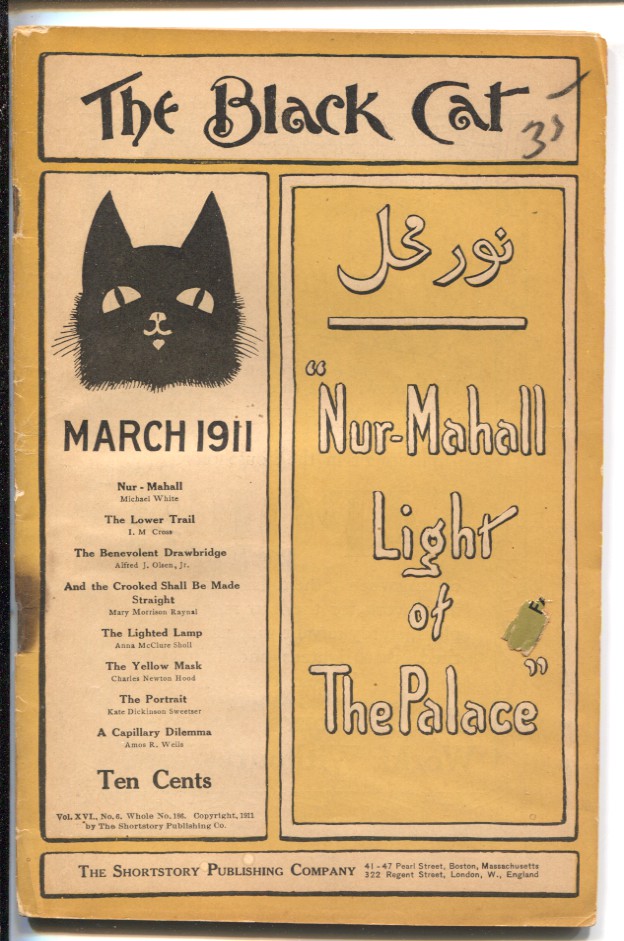 The Black Cat
35
MARCH 1911
Nur - Mahall
Michael White
The Lower Trail
I. M Cross
The Benevolent Drawbridge
Alfred J. Olsen, Jr.
And the Crooked Shall Be Made
Straight
Mary Morrison Raynal
The Lighted Lamp
Anna McClure Sholl
The Yellow Mask
Charles Newton Hood
The Portrait
Kate Dickinson Sweetser
A Capillary Dilemma
Amos R. Wells
Ten Cents
Vol. XVI., No. 6. Whole No. 186. Copyright, 1911
by The Shortstory Publishing Co.
نور محل
"Nur-Mahall
Light
of
The Palace"
THE SHORTSTORY PUBLISHING COMPANY
41 - 47 Pearl Street, Boston, Massachusetts
322 Regent Street, London, W., England